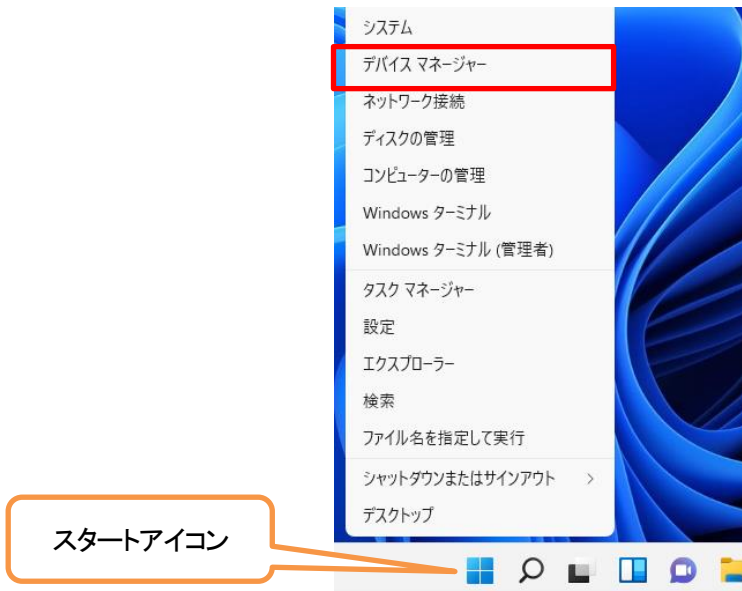 システム
デバイス マネージャー
ネットワーク接続
ディスクの管理
コンピューターの管理
Windows ターミナル
Windows ターミナル (管理者)
タスク マネージャー
設定
エクスプローラー
検索
ファイル名を指定して実行
シャットダウンまたはサインアウト
デスクトップ
スタートアイコン